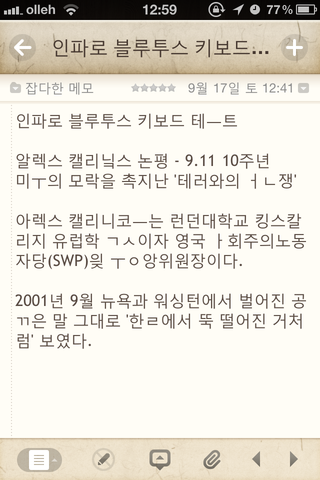 olleh 12:59 77%
인파로 블루투스 키보드...
잡다한 메모 9월 17일 토 12:41
인파로 블루투스 키보드 테ㅡ트
알렉스 캘리닠스 논평 - 9.11 10주년
미ㅜ의 모락을 촉지난 '테러와의 ㅓㄴ쟁'
아렉스 캘리니코ㅡ는 런던대학교 킹스칼
리지 유럽학 ㄱㅅ이자 영국 ㅏ회주의노동
자당(SWP)읮 ㅜㅇ앙위원장이다.
2001년 9월 뉴욕과 워싱턴에서 벌어진 공
ㄲ은 말 그대로 '한ㄹ에서 뚝 떨어진 거처
럼' 보였다.